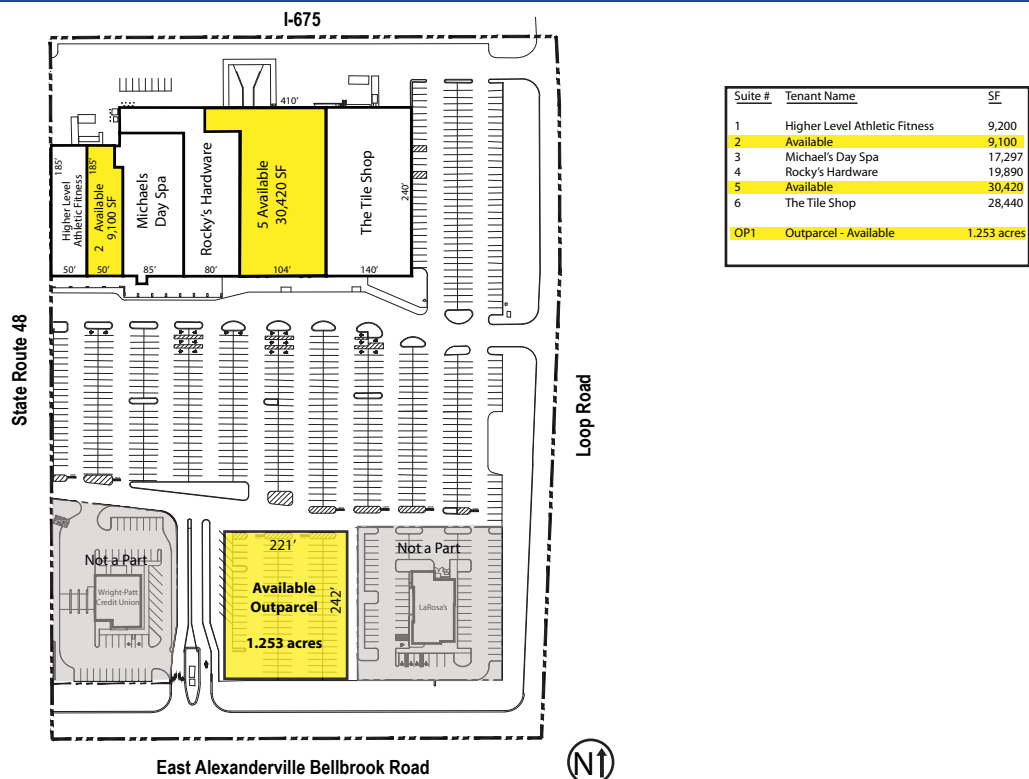 I-675
Suite # Tenant Name SF
1 Higher Level Athletic Fitness 9,200
2 Available 9,100
3 Michael's Day Spa 17,297
4 Rocky's Hardware 19,890
5 Available 30,420
6 The Tile Shop 28,440
OP1 Outparcel - Available 1.253 acres
410'
185'
Higher Level
Athletic Fitness
50'
185'
2 Available
9,100 SF
50'
Michaels
Day Spa
85'
Rocky's Hardware
80'
5 Available
30,420 SF
104'
The Tile Shop
240'
140'
State Route 48
Loop Road
Not a Part
Wright-Patt
Credit Union
221'
Available
Outparcel
242'
1.253 acres
Not a Part
LaRosa's
East Alexanderville Bellbrook Road
N